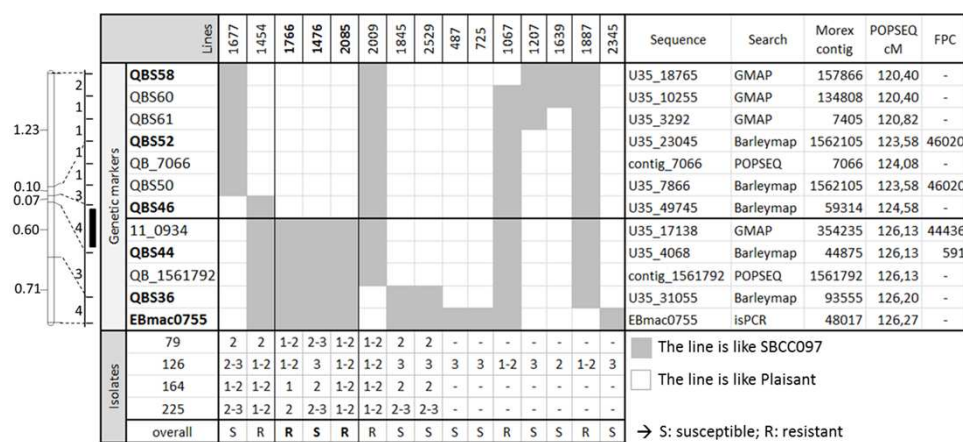 Lines 1677 1454 1766 1476 2085 2009 1845 2529 487 725 1067 1207 1639 1887 2345 Sequence Search Morex contig POPSEQ cM FPC
Genetic markers
QBS58 U35_18765 GMAP 157866 120,40 -
QBS60 U35_10255 GMAP 134808 120,40 -
QBS61 U35_3292 GMAP 7405 120,82 -
QBS52 U35_23045 Barleymap 1562105 123,58 46020
QB_7066 contig_7066 POPSEQ 7066 124,08 -
QBS50 U35_7866 Barleymap 1562105 123,58 46020
QBS46 U35_49745 Barleymap 59314 124,58 -
11_0934 U35_17138 GMAP 354235 126,13 44436
QBS44 U35_4068 Barleymap 44875 126,13 591
QB_1561792 contig_1561792 POPSEQ 1561792 126,13 -
QBS36 U35_31055 Barleymap 93555 126,20 -
EBmac0755 EBmac0755 isPCR 48017 126,27 -
1.23
0.10
0.07
0.60
0.71
2
1
1
1
1
3
4
3
4
Isolates
79 2 2 1-2 2-3 1-2 1-2 2 2 - - - - - - -
126 2-3 1-2 1-2 3 1-2 1-2 3 3 3 3 1-2 3 2 1-2 3
164 1-2 1-2 1 2 1-2 1-2 2 2 - - - - - - -
225 2-3 1-2 2 2-3 1-2 1-2 2-3 2-3 - - - - - - -
overall S R R S R R S S S S R S S R S
The line is like SBCC097
The line is like Plaisant
→ S: susceptible; R: resistant